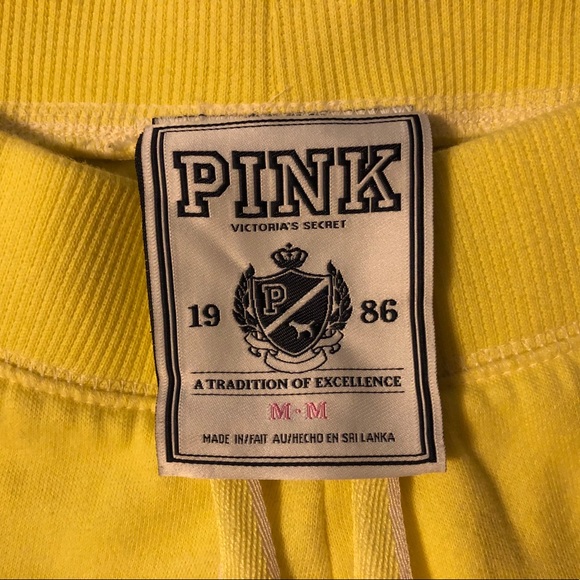 PINK
VICTORIA'S SECRET
P
19 86
A TRADITION OF EXCELLENCE
M · M
MADE IN/FAIT AU/HECHO EN SRI LANKA